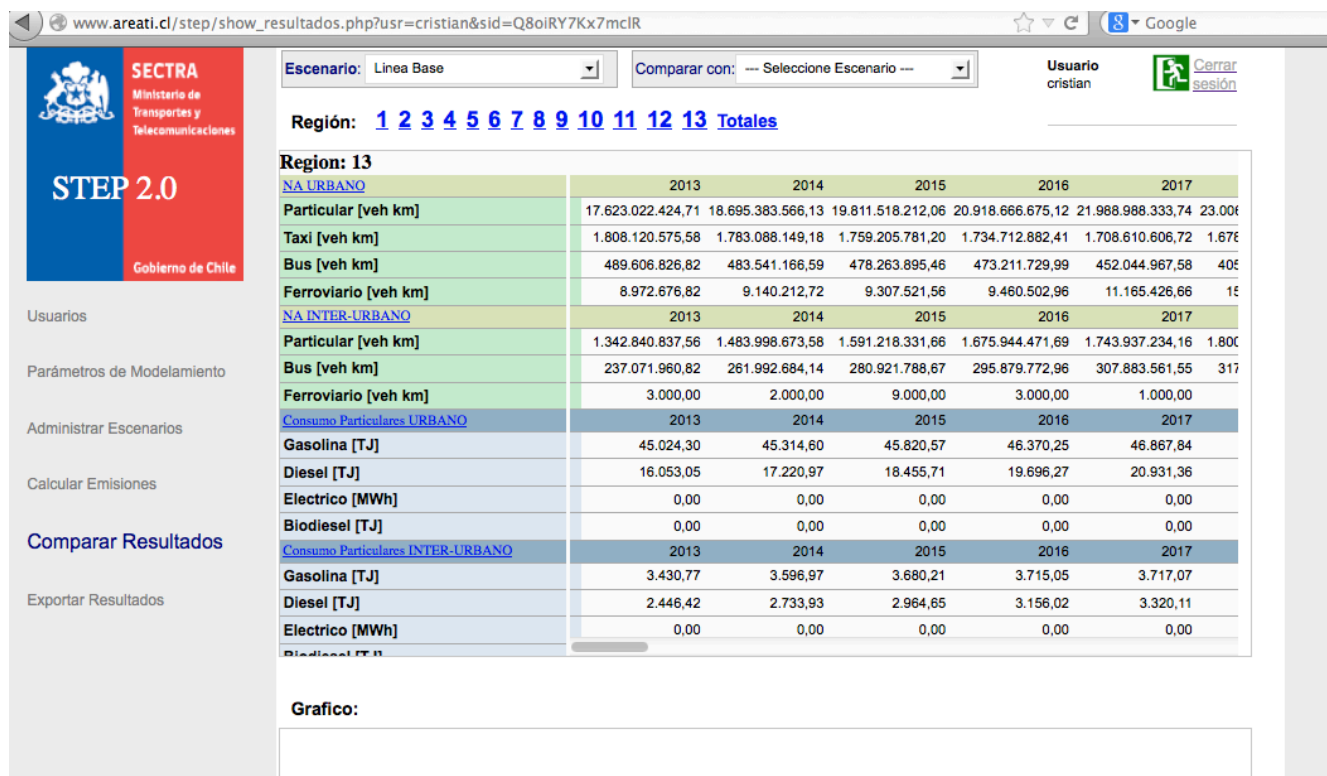 www.areati.cl/step/show_resultados.php?usr=cristian&sid=Q8oiRY7Kx7mclR
Google
SECTRA
Ministerio de
Transportes y
Telecomunicaciones
STEP 2.0
Gobierno de Chile
Escenario: Linea Base
Comparar con: --- Seleccione Escenario ---
Usuario
cristian
Cerrar
sesión
Región: 1 2 3 4 5 6 7 8 9 10 11 12 13 Totales
Usuarios
Parámetros de Modelamiento
Administrar Escenarios
Calcular Emisiones
Comparar Resultados
Exportar Resultados
Region: 13
NA URBANO 2013 2014 2015 2016 2017
Particular [veh km] 17.623.022.424,71 18.695.383.566,13 19.811.518.212,06 20.918.666.675,12 21.988.988.333,74 23.006
Taxi [veh km] 1.808.120.575,58 1.783.088.149,18 1.759.205.781,20 1.734.712.882,41 1.708.610.606,72 1.678
Bus [veh km] 489.606.826,82 483.541.166,59 478.263.895,46 473.211.729,99 452.044.967,58 405
Ferroviario [veh km] 8.972.676,82 9.140.212,72 9.307.521,56 9.460.502,96 11.165.426,66 15
NA INTER-URBANO 2013 2014 2015 2016 2017
Particular [veh km] 1.342.840.837,56 1.483.998.673,58 1.591.218.331,66 1.675.944.471,69 1.743.937.234,16 1.800
Bus [veh km] 237.071.960,82 261.992.684,14 280.921.788,67 295.879.772,96 307.883.561,55 317
Ferroviario [veh km] 3.000,00 2.000,00 9.000,00 3.000,00 1.000,00
Consumo Particulares URBANO 2013 2014 2015 2016 2017
Gasolina [TJ] 45.024,30 45.314,60 45.820,57 46.370,25 46.867,84
Diesel [TJ] 16.053,05 17.220,97 18.455,71 19.696,27 20.931,36
Electrico [MWh] 0,00 0,00 0,00 0,00 0,00
Biodiesel [TJ] 0,00 0,00 0,00 0,00 0,00
Consumo Particulares INTER-URBANO 2013 2014 2015 2016 2017
Gasolina [TJ] 3.430,77 3.596,97 3.680,21 3.715,05 3.717,07
Diesel [TJ] 2.446,42 2.733,93 2.964,65 3.156,02 3.320,11
Electrico [MWh] 0,00 0,00 0,00 0,00 0,00
Biodiesel [TJ]
Grafico: